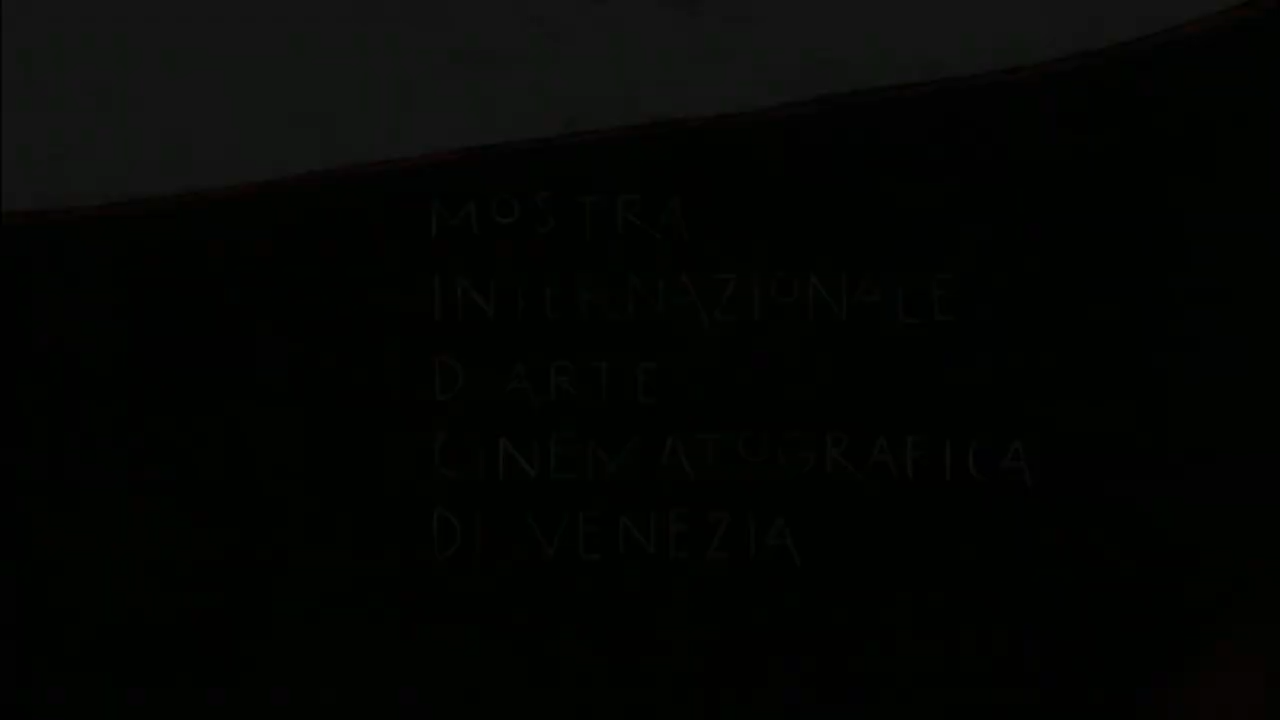 MOSTRA
INTERNAZIONALE
D ARTE
CINEMATOGRAFICA
DI VENEZIA